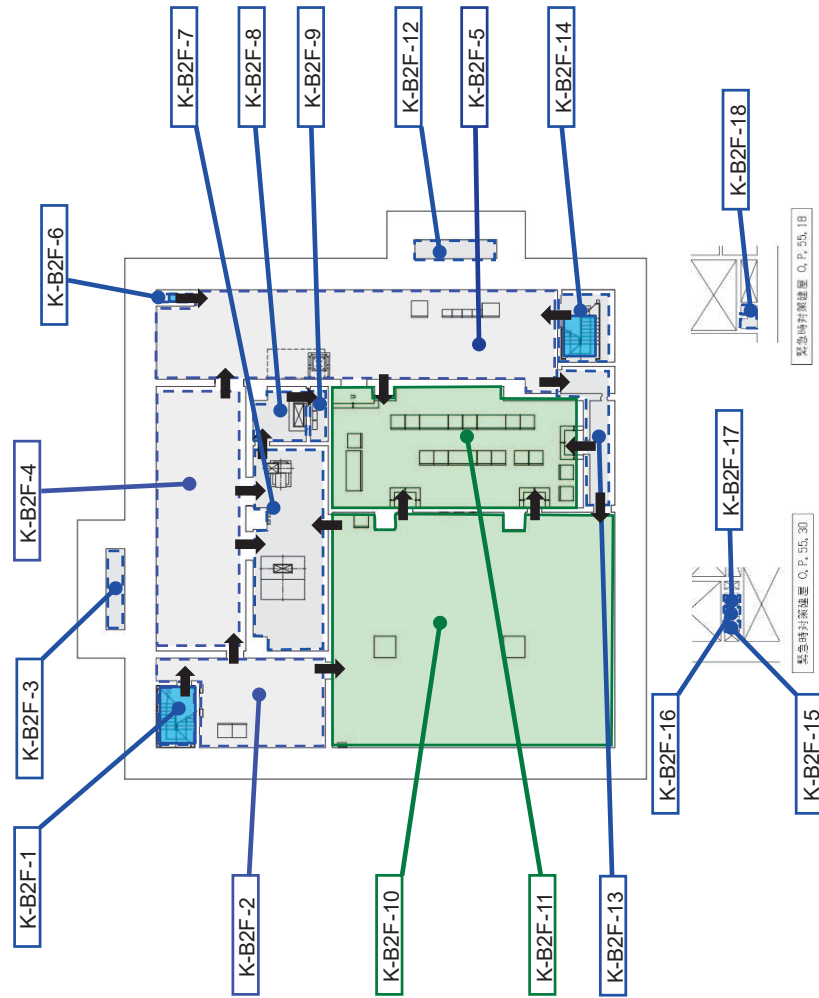 K-B2F-7
K-B2F-8
K-B2F-9
K-B2F-12
K-B2F-5
K-B2F-14
K-B2F-6
K-B2F-18
緊急時対策建屋 O.P.55.18
K-B2F-4
K-B2F-17
緊急時対策建屋 O.P.55.30
K-B2F-3
K-B2F-16
K-B2F-15
K-B2F-1
K-B2F-2
K-B2F-10
K-B2F-11
K-B2F-13